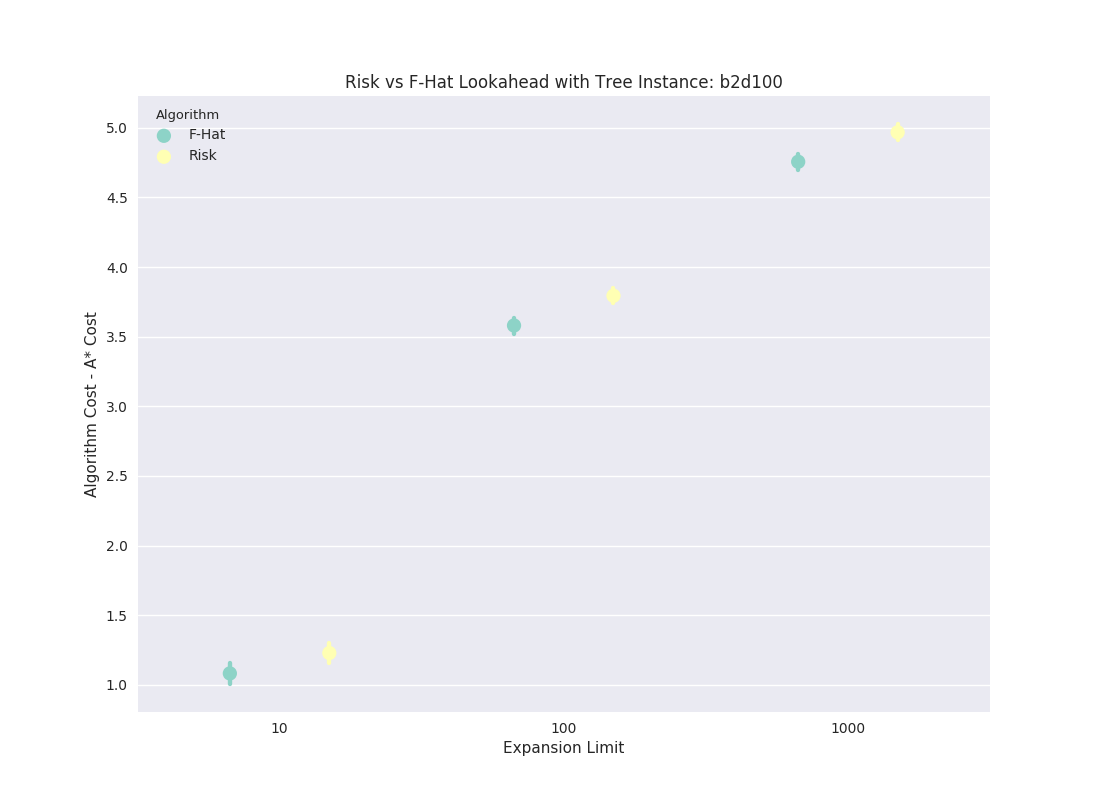 Risk vs F-Hat Lookahead with Tree Instance: b2d100
Algorithm
F-Hat
Risk
5.0
4.5
4.0
3.5
3.0
2.5
2.0
1.5
1.0
Algorithm Cost - A* Cost
10
100
1000
Expansion Limit